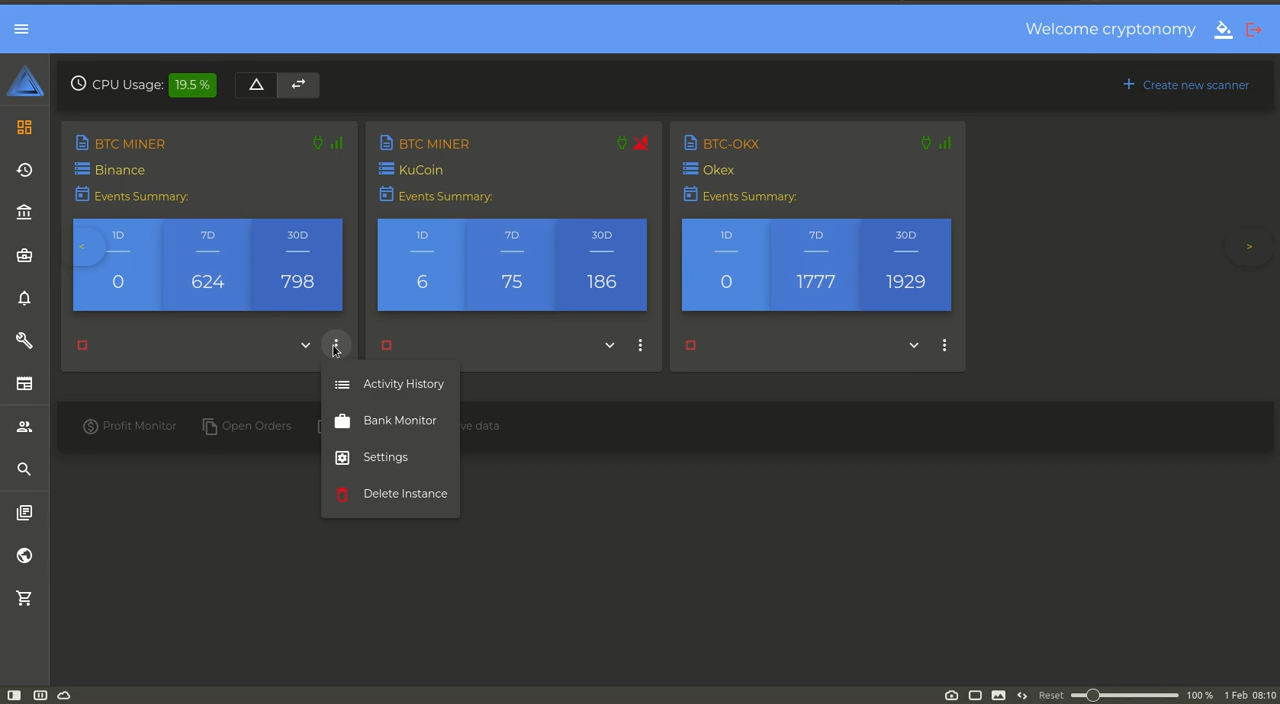 Welcome cryptonomy
CPU Usage: 19.5 %
Create new scanner
BTC MINER
Binance
Events Summary:
1D 7D 30D
0 624 798
BTC MINER
KuCoin
Events Summary:
1D 7D 30D
6 75 186
BTC-OKX
Okex
Events Summary:
1D 7D 30D
0 1777 1929
<
>
Activity History
Bank Monitor
Settings
Delete Instance
Profit Monitor Open Orders ve data
Reset 100 % 1 Feb 08:10